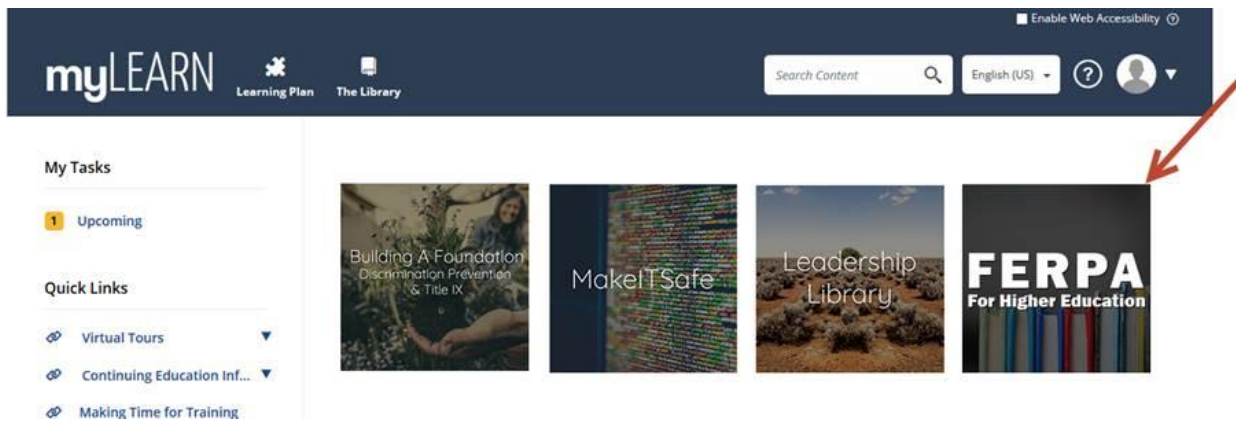 Enable Web Accessibility ?
myLEARN
Learning Plan
The Library
Search Content
English (US)
?
My Tasks
1 Upcoming
Quick Links
Virtual Tours
Continuing Education Inf...
Making Time for Training
Building A Foundation
Discrimination Prevention
& Title IX
MakeITSafe
Leadership
Library
FERPA
For Higher Education